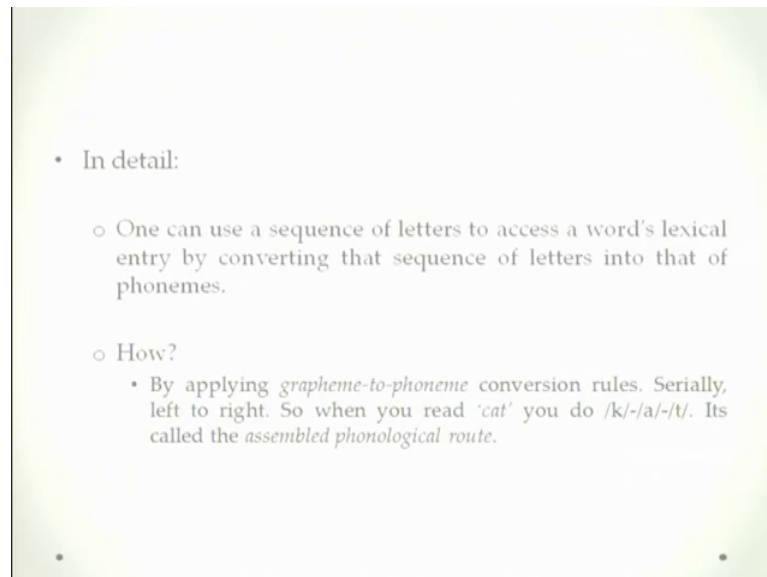 • In detail:
o One can use a sequence of letters to access a word's lexical
entry by converting that sequence of letters into that of
phonemes.
o How?
• By applying grapheme-to-phoneme conversion rules. Serially,
left to right. So when you read 'cat' you do /k/-/a/-/t/. Its
called the assembled phonological route.